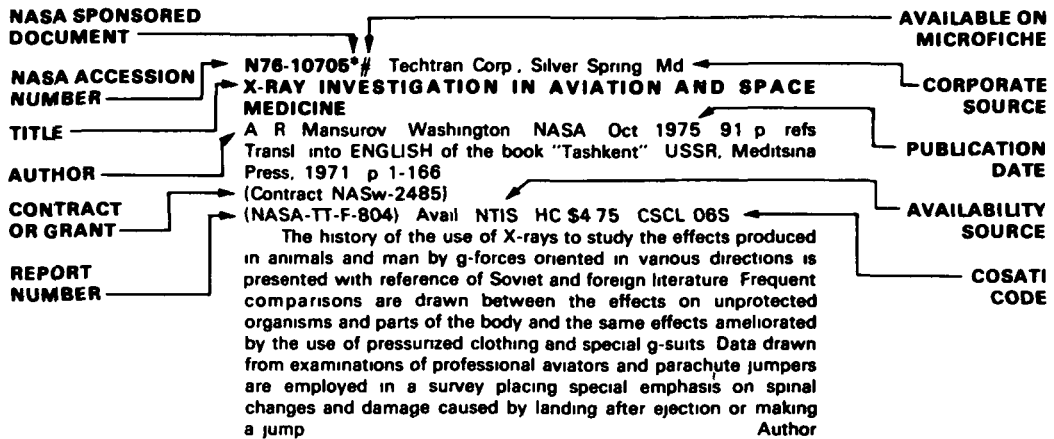 NASA SPONSORED
DOCUMENT
AVAILABLE ON
MICROFICHE
NASA ACCESSION
NUMBER
N76-10705*# Techtran Corp , Silver Spring Md
CORPORATE
SOURCE
TITLE
X-RAY INVESTIGATION IN AVIATION AND SPACE
MEDICINE
AUTHOR
A R Mansurov Washington NASA Oct 1975 91 p refs
Transl into ENGLISH of the book "Tashkent" USSR, Meditsina
Press, 1971 p 1-166
PUBLICATION
DATE
CONTRACT
OR GRANT
(Contract NASw-2485)
(NASA-TT-F-804) Avail NTIS HC $4 75 CSCL 06S
AVAILABILITY
SOURCE
REPORT
NUMBER
COSATI
CODE
The history of the use of X-rays to study the effects produced
in animals and man by g-forces oriented in various directions is
presented with reference of Soviet and foreign literature Frequent
comparisons are drawn between the effects on unprotected
organisms and parts of the body and the same effects ameliorated
by the use of pressurized clothing and special g-suits Data drawn
from examinations of professional aviators and parachute jumpers
are employed in a survey placing special emphasis on spinal
changes and damage caused by landing after ejection or making
a jump Author